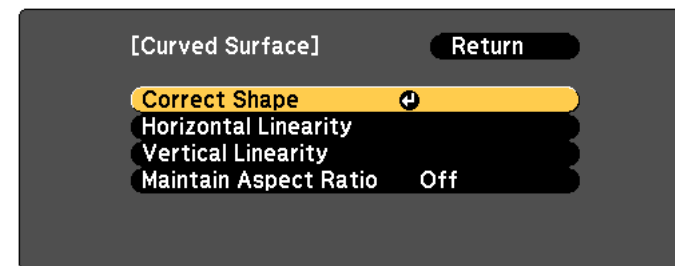 [Curved Surface] Return
Correct Shape
Horizontal Linearity
Vertical Linearity
Maintain Aspect Ratio Off